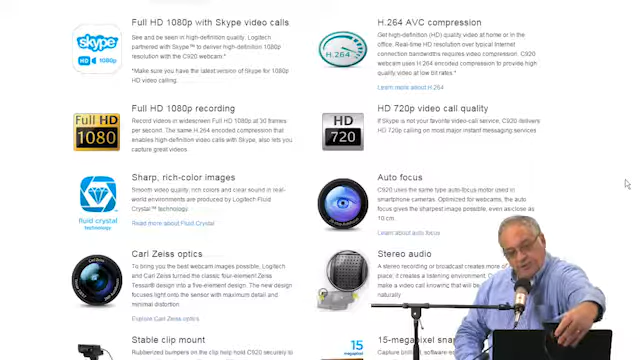 Full HD 1080p with Skype video calls
See and be seen in high-definition quality. Logitech
partnered with Skype™ to deliver high-definition 1080p
resolution with the C920 webcam.*
*Make sure you have the latest version of Skype for 1080p
HD video calling.
skype
HD 1080p
H.264 AVC compression
Get high-definition (HD) quality video at home or in the
office. Real-time HD resolution over typical Internet
connection bandwidths demands compression. C920
webcam uses H.264 encoded compression to provide high
quality video at low bit rates.*
Learn more about H.264
H.264
Full HD 1080p recording
Record videos in widescreen Full HD 1080p at 30 frames
per second. The same H.264 encoded compression that
enables high-definition video calls with Skype, also lets you
capture great videos.
Full HD
1080
HD 720p video call quality
If Skype is not your favorite video-call service, C920 delivers
HD 720p calling on most major instant messaging services
HD
720
Sharp, rich-color images
Smooth video quality, rich colors and clear sound in real-
world environments are produced by Logitech Fluid
Crystal™ technology.
Read more about Fluid Crystal
fluid crystal
technology
Auto focus
C920 uses the same type auto-focus motor used in
smartphone cameras. Optimized for webcams, the auto
focus gives the sharpest image possible, even as close as
10 cm.
Learn about auto focus
Carl Zeiss optics
To bring you the best webcam images possible, Logitech
and Carl Zeiss turned the classic four-element Zeiss
Tessar® design into a five-element design. The new design
focuses light onto the sensor with maximum detail and
minimal distortion.
Explore Carl Zeiss optics
Stereo audio
A stereo recording or broadcast creates more of
place; it creates a listening environment.
make a video call knowing that will be
naturally
Stable clip mount
Rubberized bumpers on the clip help hold C920 securely to
15-megapixel snap
Capture brilliant, software-e
15
megapixel